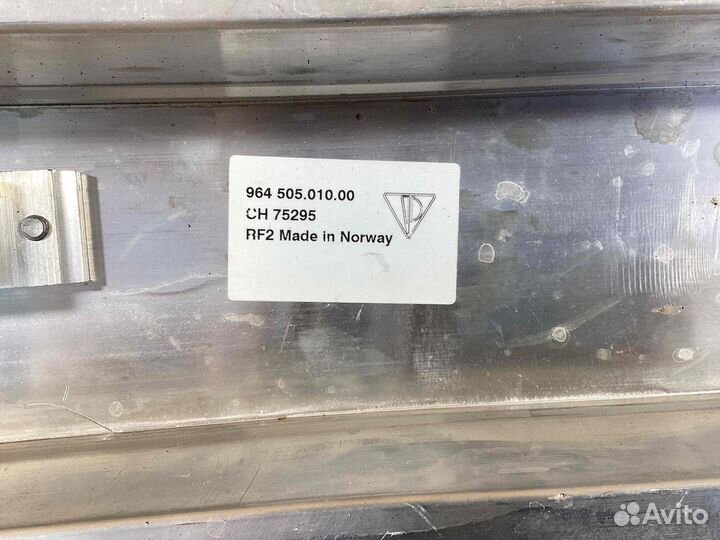 964 505.010.00
CH 75295
RF2 Made in Norway
Avito